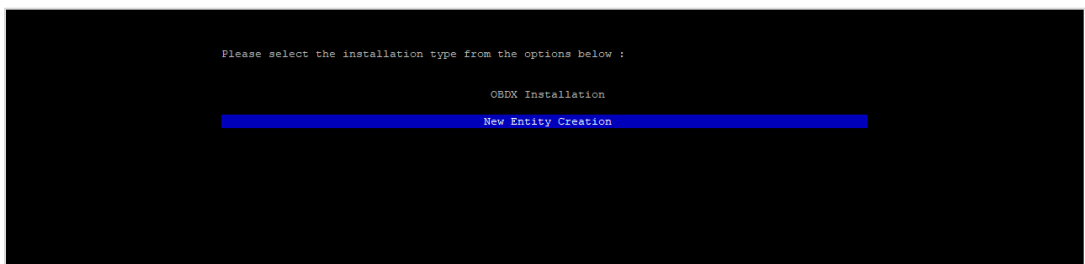 Please select the installation type from the options below :
OBDX Installation
New Entity Creation